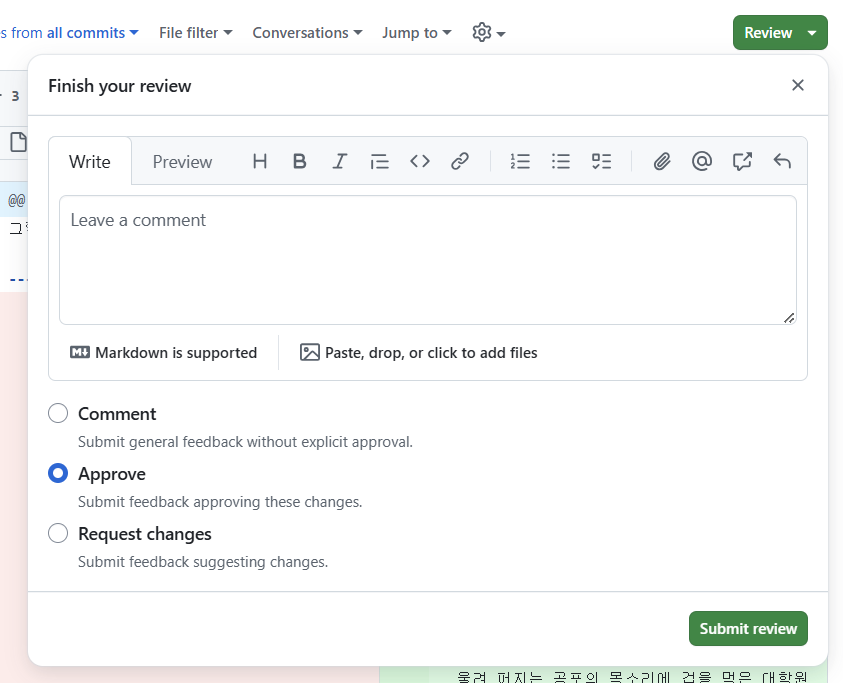 s from all commits File filter Conversations Jump to Review
3
Finish your review
Write Preview
@@
Leave a comment
Markdown is supported Paste, drop, or click to add files
Comment
Submit general feedback without explicit approval.
Approve
Submit feedback approving these changes.
Request changes
Submit feedback suggesting changes.
Submit review
울려 퍼지는 공포의 목소리에 겁을 먹은 대학원